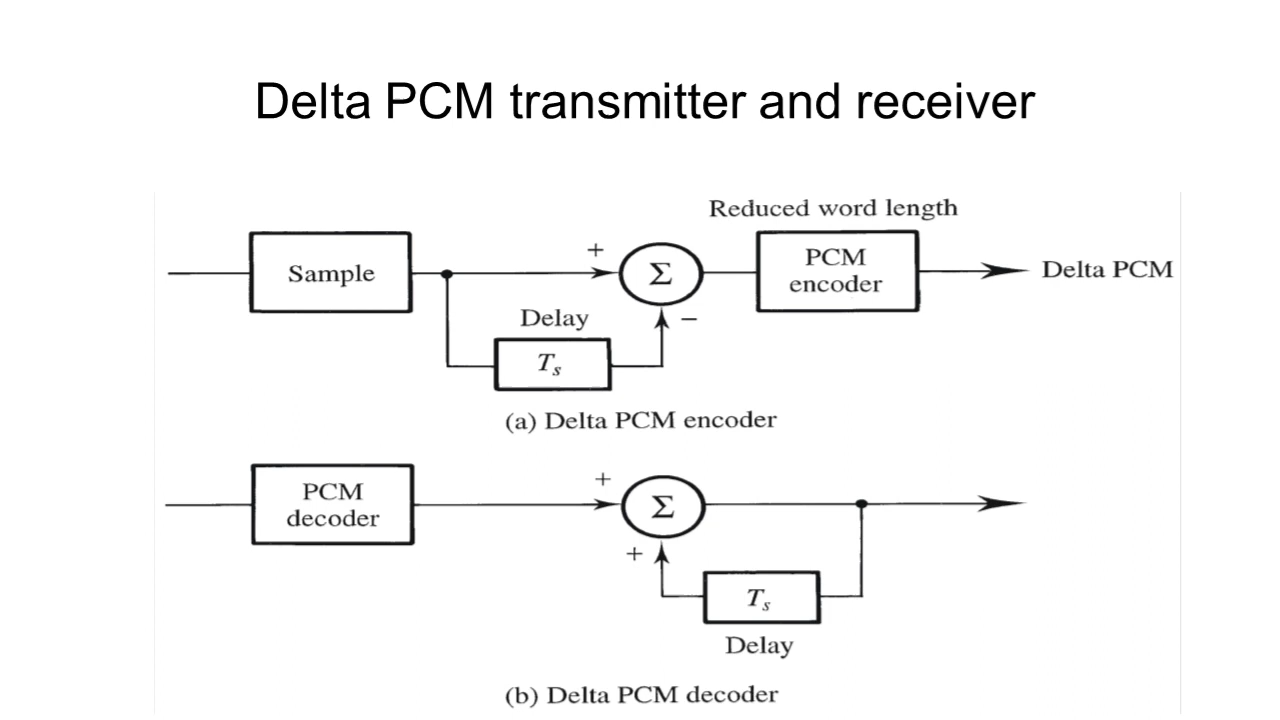 Delta PCM transmitter and receiver
Reduced word length
Sample
+
Σ
PCM
encoder
Delta PCM
Delay
−
Ts
(a) Delta PCM encoder
PCM
decoder
+
Σ
+
Ts
Delay
(b) Delta PCM decoder